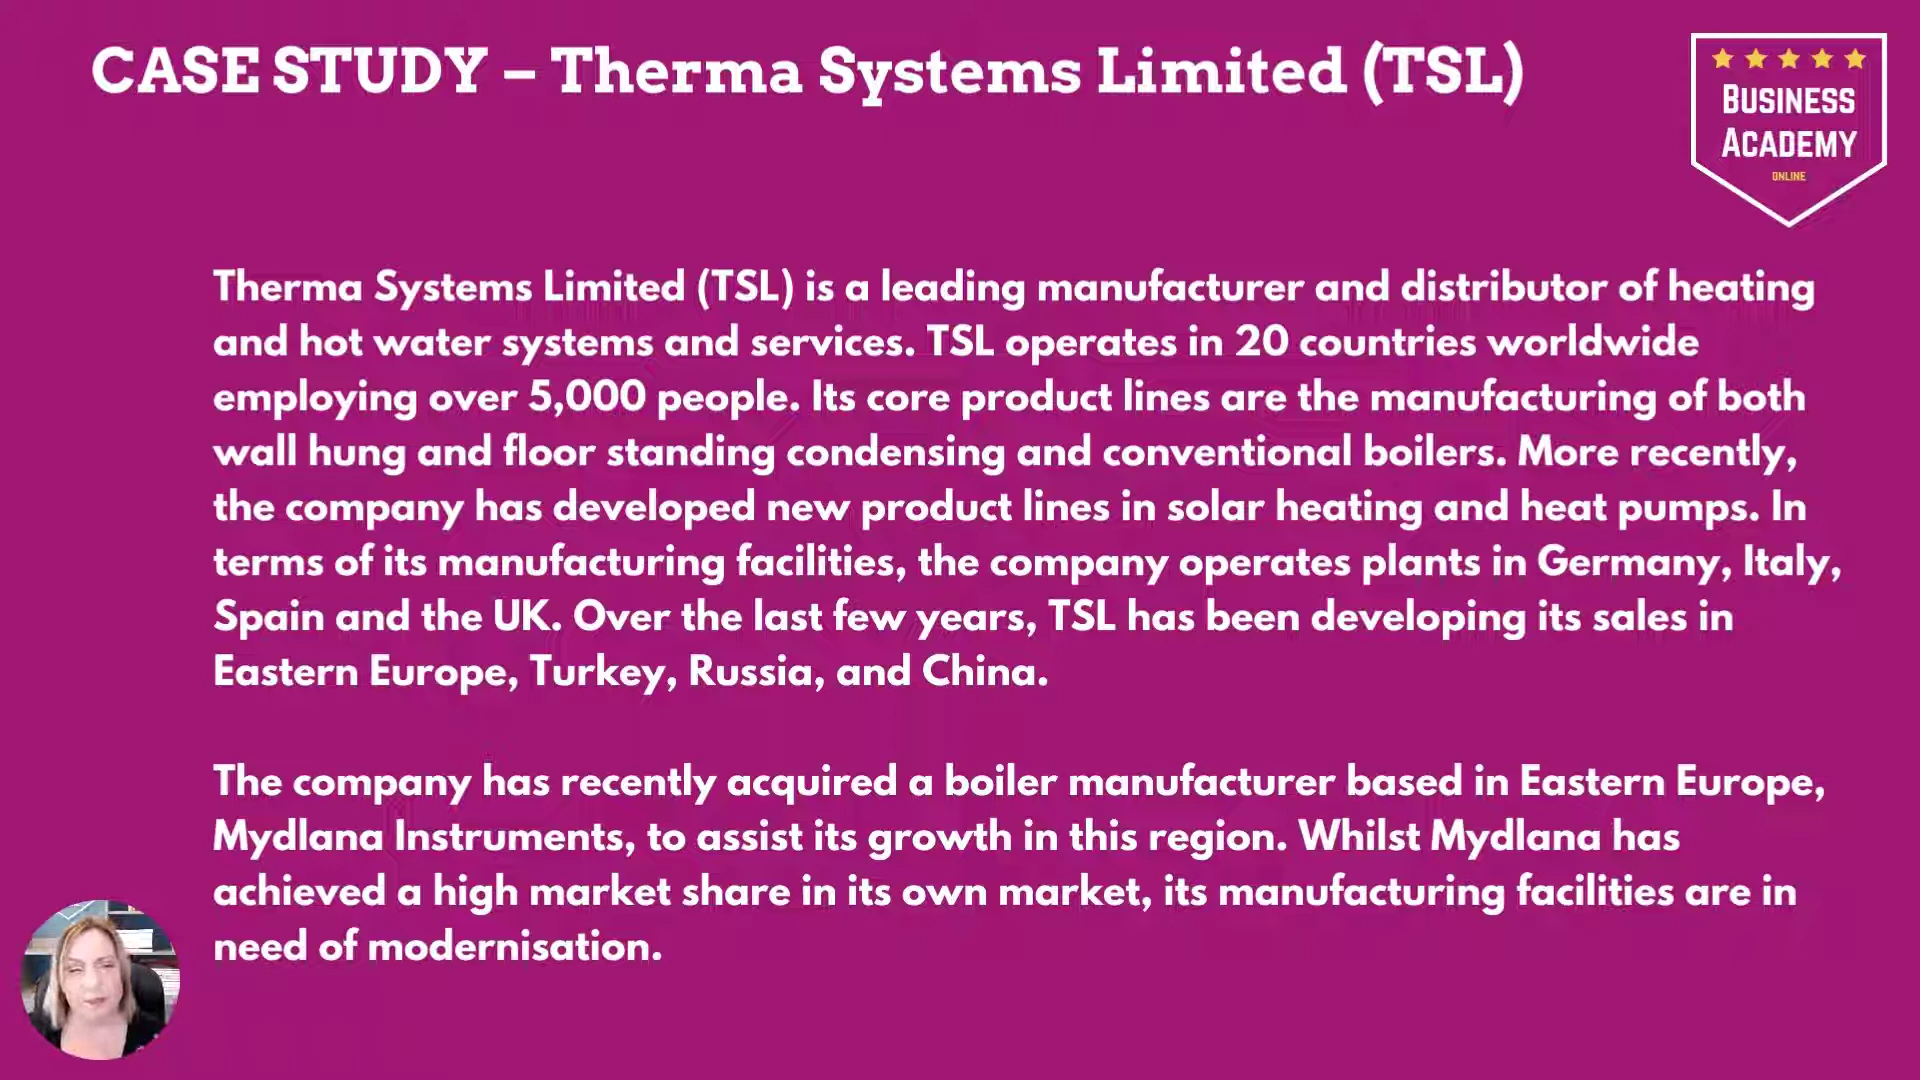 CASE STUDY – Therma Systems Limited (TSL)
BUSINESS
ACADEMY
ONLINE
Therma Systems Limited (TSL) is a leading manufacturer and distributor of heating
and hot water systems and services. TSL operates in 20 countries worldwide
employing over 5,000 people. Its core product lines are the manufacturing of both
wall hung and floor standing condensing and conventional boilers. More recently,
the company has developed new product lines in solar heating and heat pumps. In
terms of its manufacturing facilities, the company operates plants in Germany, Italy,
Spain and the UK. Over the last few years, TSL has been developing its sales in
Eastern Europe, Turkey, Russia, and China.
The company has recently acquired a boiler manufacturer based in Eastern Europe,
Mydlana Instruments, to assist its growth in this region. Whilst Mydlana has
achieved a high market share in its own market, its manufacturing facilities are in
need of modernisation.